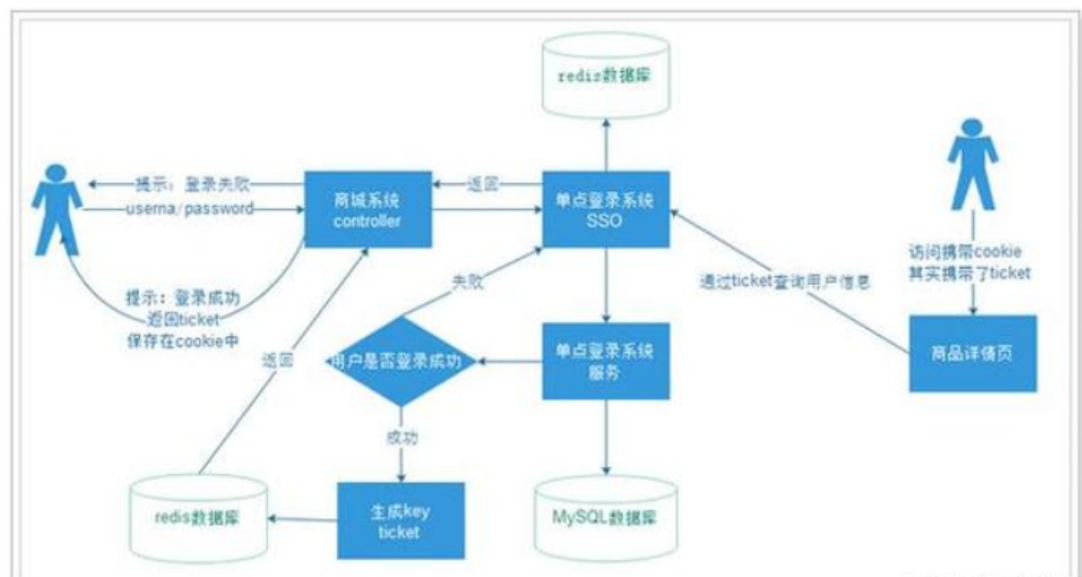 redis数据库
提示：登录失败
userna/password
商城系统
controller
返回
单点登录系统
SSO
访问携带cookie
其实携带了ticket
通过ticket查询用户信息
失败
提示：登录成功
返回ticket
保存在cookie中
返回
用户是否登录成功
单点登录系统
服务
商品详情页
成功
redis数据库
生成key
ticket
MySQL数据库